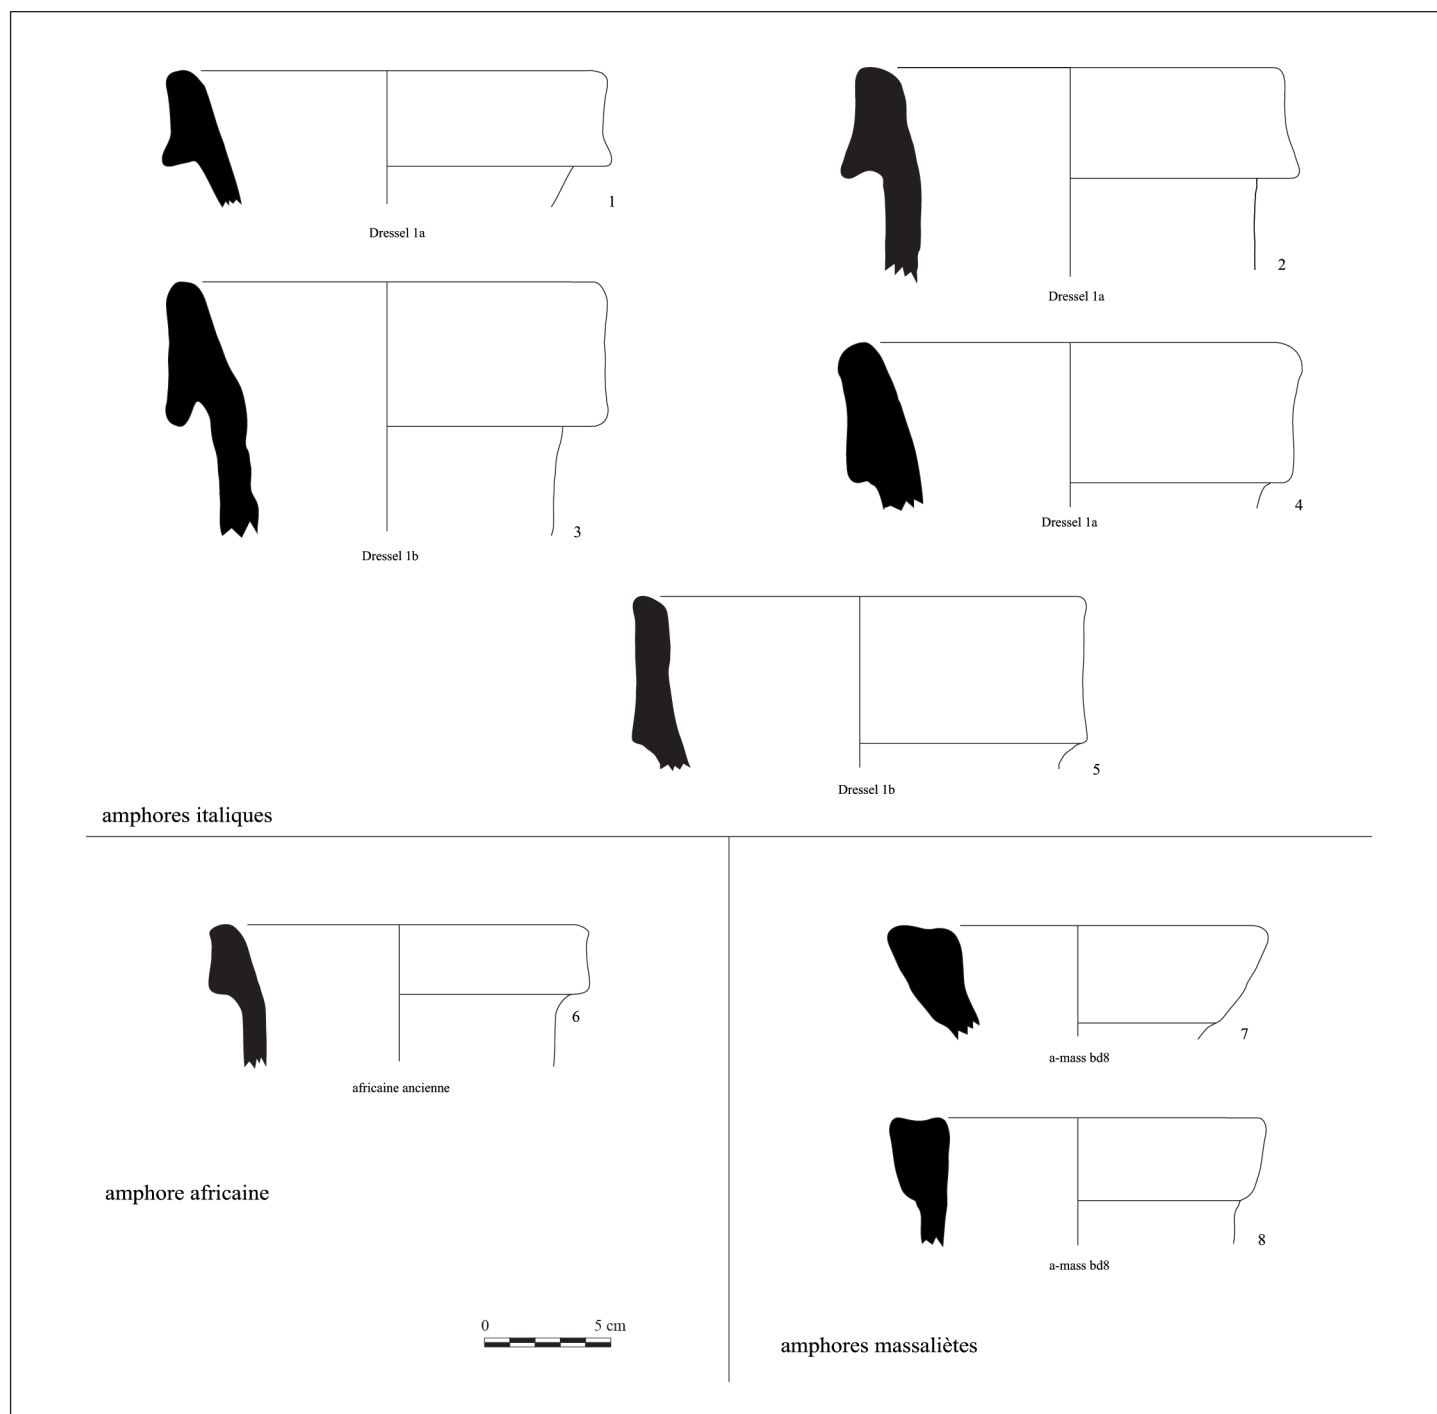 1
Dressel 1a
2
Dressel 1a
3
Dressel 1b
4
Dressel 1a
5
Dressel 1b
amphores italiques
6
africaine ancienne
amphore africaine
0 5 cm
7
a-mass bd8
8
a-mass bd8
amphores massaliètes